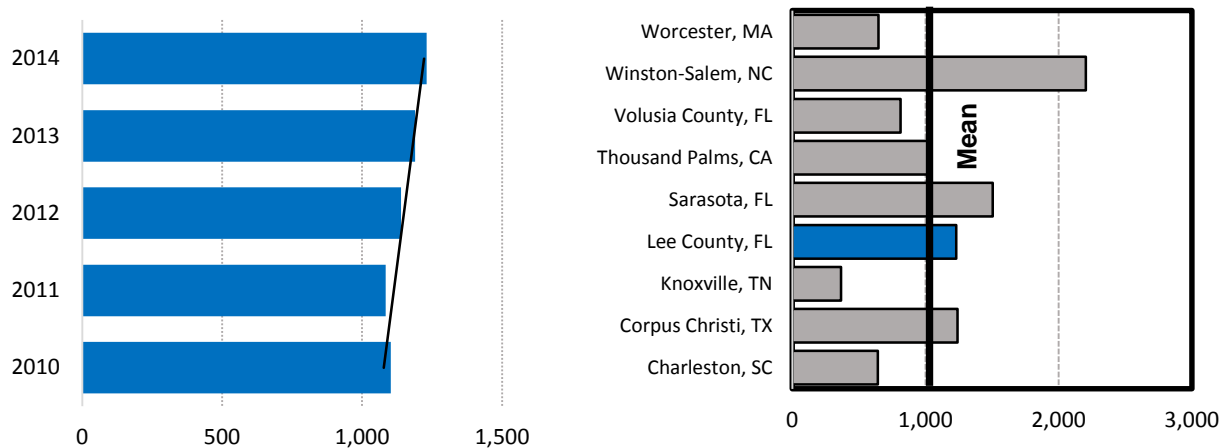 2014
2013
2012
2011
2010
0 500 1,000 1,500
Worcester, MA
Winston-Salem, NC
Volusia County, FL
Thousand Palms, CA
Sarasota, FL
Lee County, FL
Knoxville, TN
Corpus Christi, TX
Charleston, SC
Mean
0 1,000 2,000 3,000